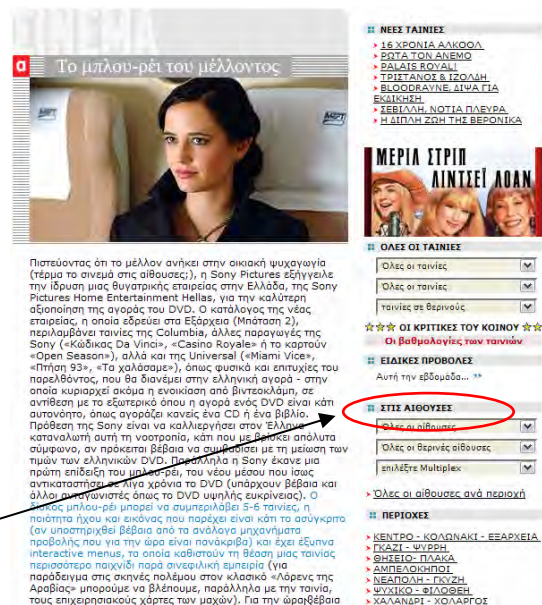 CINEMA
α
Το μπλου-ρέι του μέλλοντος
Πιστεύοντας ότι το μέλλον ανήκει στην οικιακή ψυχαγωγία
(τέρμα το σινεμά στις αίθουσες;), η Sony Pictures εξήγγειλε
την ίδρυση μιας θυγατρικής εταιρείας στην Ελλάδα, της Sony
Pictures Home Entertainment Hellas, για την καλύτερη
αξιοποίηση της αγοράς του DVD. Ο κατάλογος της νέας
εταιρείας, η οποία εδρεύει στα Εξάρχεια (Μπόταση 2),
περιλαμβάνει ταινίες της Columbia, άλλες παραγωγές της
Sony («Κώδικας Da Vinci», «Casino Royale» ή το καρτούν
«Open Season»), αλλά και της Universal («Miami Vice»,
«Πτήση 93», «Τα χαλάσαμε»), όπως φυσικά και επιτυχίες του
παρελθόντος, που θα διανέμει στην ελληνική αγορά - στην
οποία κυριαρχεί ακόμα η ενοικίαση από βιντεοκλάμπ, σε
αντίθεση με το εξωτερικό όπου η αγορά ενός DVD είναι κάτι
αυτονόητο, όπως αγοράζει κανείς ένα CD ή ένα βιβλίο.
Πρόθεση της Sony είναι να καλλιεργήσει στον Έλληνα
καταναλωτή αυτή τη νοοτροπία, κάτι που με βρίσκει απόλυτα
σύμφωνο, αν πρόκειται βέβαια να συμβαδίσει με τη μείωση των
τιμών των ελληνικών DVD. Παράλληλα η Sony έκανε μια
πρώτη επίδειξη του μπλου-ρέι, του νέου μέσου που ίσως
αντικαταστήσει σε λίγα χρόνια το DVD (υπάρχουν βέβαια και
άλλοι ανταγωνιστές όπως το DVD υψηλής ευκρίνειας). Ο
δίσκος μπλου-ρέι μπορεί να συμπεριλάβει 5-6 ταινίες, η
ποιότητα ήχου και εικόνας που παρέχει είναι κάτι το ασύγκριτο
(αν υποστηριχθεί βέβαια από τα ανάλογα μηχανήματα
προβολής που για την ώρα είναι πανάκριβα) και έχει έξυπνα
interactive menus, τα οποία καθιστούν τη θέαση μιας ταινίας
περισσότερο παιχνίδι παρά σινεφιλική εμπειρία (για
παράδειγμα στις σκηνές πολέμου στον κλασικό «Λόρενς της
Αραβίας» μπορούμε να βλέπουμε, παράλληλα με την ταινία,
τους επιχειρησιακούς χάρτες των μαχών). Για την ώρα βέβαια
ΝΕΕΣ ΤΑΙΝΙΕΣ
16 ΧΡΟΝΙΑ ΑΛΚΟΟΛ
ΡΩΤΑ ΤΟΝ ΑΝΕΜΟ
PALAIS ROYAL!
ΤΡΙΣΤΑΝΟΣ & ΙΖΟΛΔΗ
BLOODRAYNE, ΔΙΨΑ ΓΙΑ
ΕΚΔΙΚΗΣΗ
ΣΕΒΙΛΛΗ, ΝΟΤΙΑ ΠΛΕΥΡΑ
Η ΔΙΠΛΗ ΖΩΗ ΤΗΣ ΒΕΡΟΝΙΚΑ
ΜΕΡΙΛ ΣΤΡΙΠ
ΛΙΝΤΣΕΪ ΛΟΑΝ
ΟΛΕΣ ΟΙ ΤΑΙΝΙΕΣ
Όλες οι ταινίες
Όλες οι ταινίες
ταινίες σε θερινούς
ΟΙ ΚΡΙΤΙΚΕΣ ΤΟΥ ΚΟΙΝΟΥ
Οι βαθμολογίες των ταινιών
ΕΙΔΙΚΕΣ ΠΡΟΒΟΛΕΣ
Αυτή την εβδομάδα...
ΣΤΙΣ ΑΙΘΟΥΣΕΣ
Όλες οι αίθουσες
Όλες οι θερινές αίθουσες
επιλέξτε Multiplex
Όλες οι αίθουσες ανά περιοχή
ΠΕΡΙΟΧΕΣ
ΚΕΝΤΡΟ - ΚΟΛΩΝΑΚΙ - ΕΞΑΡΧΕΙΑ
ΓΚΑΖΙ - ΨΥΡΡΗ
ΘΗΣΕΙΟ- ΠΛΑΚΑ
ΑΜΠΕΛΟΚΗΠΟΙ
ΝΕΑΠΟΛΗ - ΓΚΥΖΗ
ΨΥΧΙΚΟ - ΦΙΛΟΘΕΗ
ΧΑΛΑΝΔΡΙ - ΧΟΛΑΡΓΟΣ